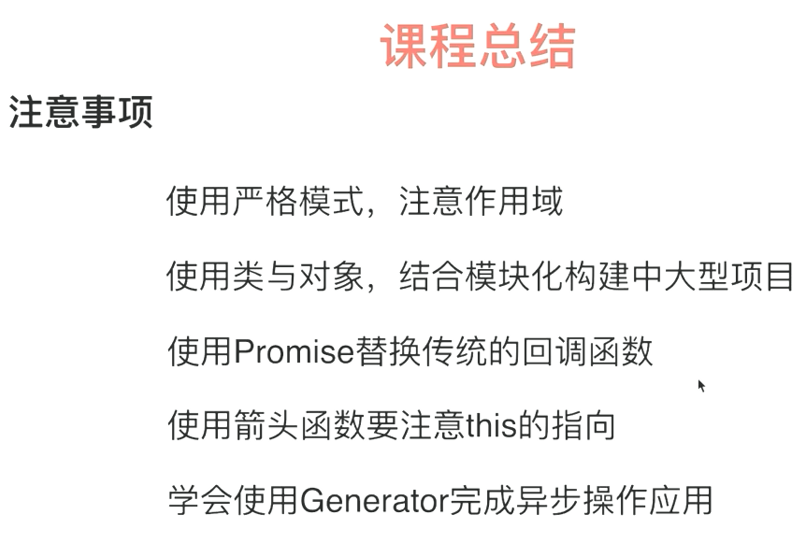 课程总结
注意事项
使用严格模式，注意作用域
使用类与对象，结合模块化构建中大型项目
使用Promise替换传统的回调函数
使用箭头函数要注意this的指向
学会使用Generator完成异步操作应用